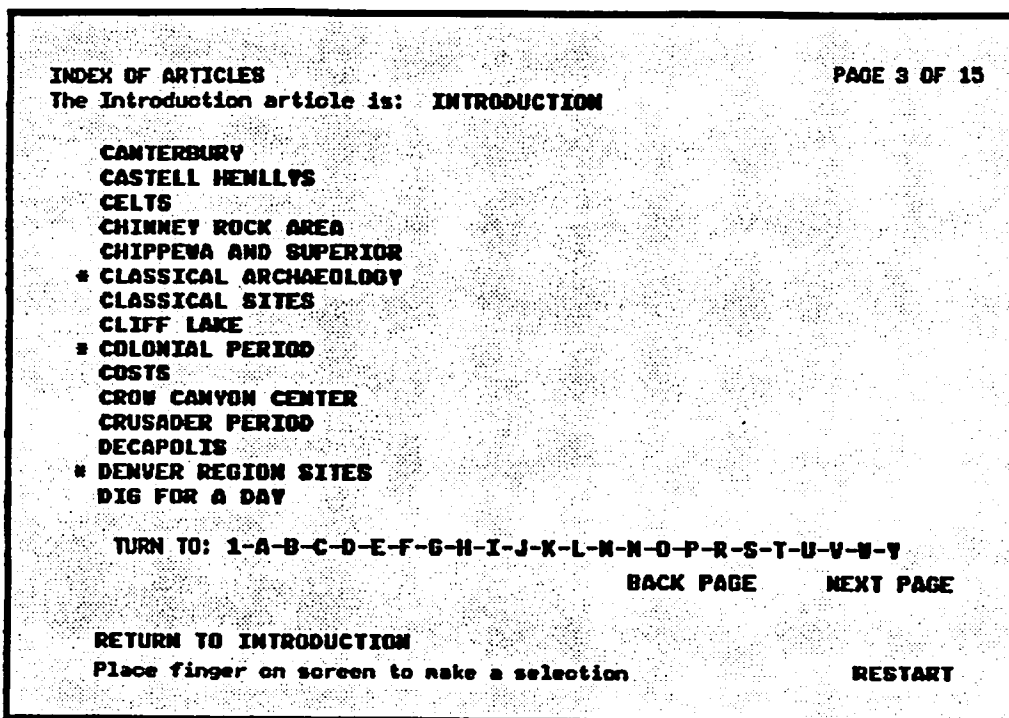 INDEX OF ARTICLES PAGE 3 OF 15
The Introduction article is: INTRODUCTION
CANTERBURY
CASTELL HENLLYS
CELTS
CHIMNEY ROCK AREA
CHIPPEWA AND SUPERIOR
* CLASSICAL ARCHAEOLOGY
CLASSICAL SITES
CLIFF LAKE
* COLONIAL PERIOD
COSTS
CROW CANYON CENTER
CRUSADER PERIOD
DECAPOLIS
* DENVER REGION SITES
DIG FOR A DAY
TURN TO: 1-A-B-C-D-E-F-G-H-I-J-K-L-M-N-O-P-R-S-T-U-V-W-Y
BACK PAGE NEXT PAGE
RETURN TO INTRODUCTION
Place finger on screen to make a selection RESTART